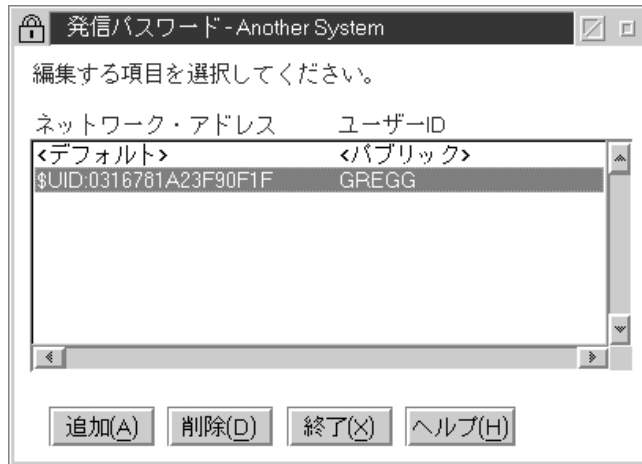 発信パスワード - Another System
編集する項目を選択してください。
ネットワーク・アドレス ユーザーID
<デフォルト> <パブリック>
$UID:0316781A23F90F1F GREGG
追加(A) 削除(D) 終了(X) ヘルプ(H)